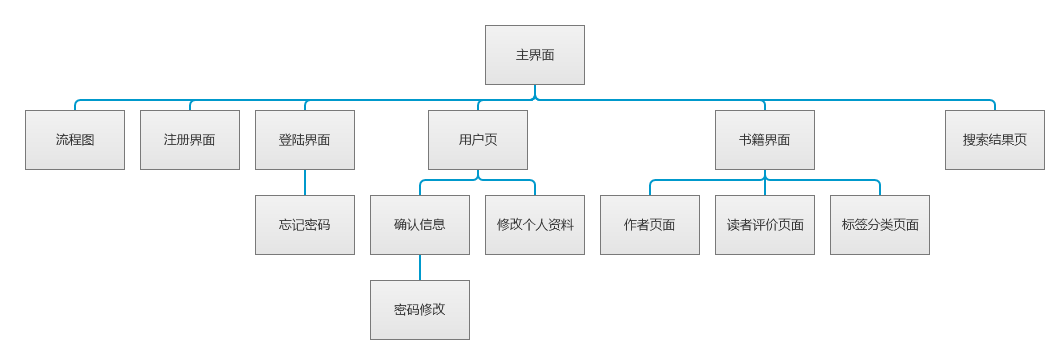 主界面
流程图
注册界面
登陆界面
用户页
书籍界面
搜索结果页
忘记密码
确认信息
修改个人资料
作者页面
读者评价页面
标签分类页面
密码修改